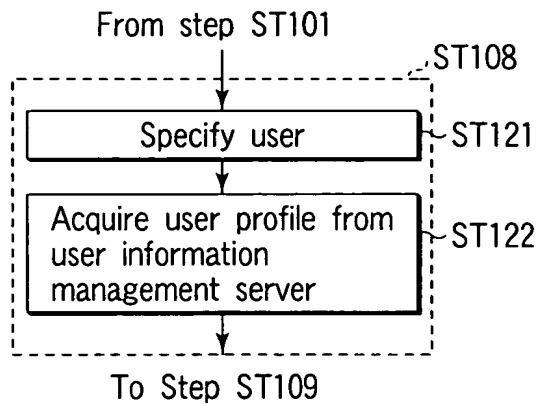 From step ST101
ST108
Specify user
ST121
Acquire user profile from
user information
management server
ST122
To Step ST109